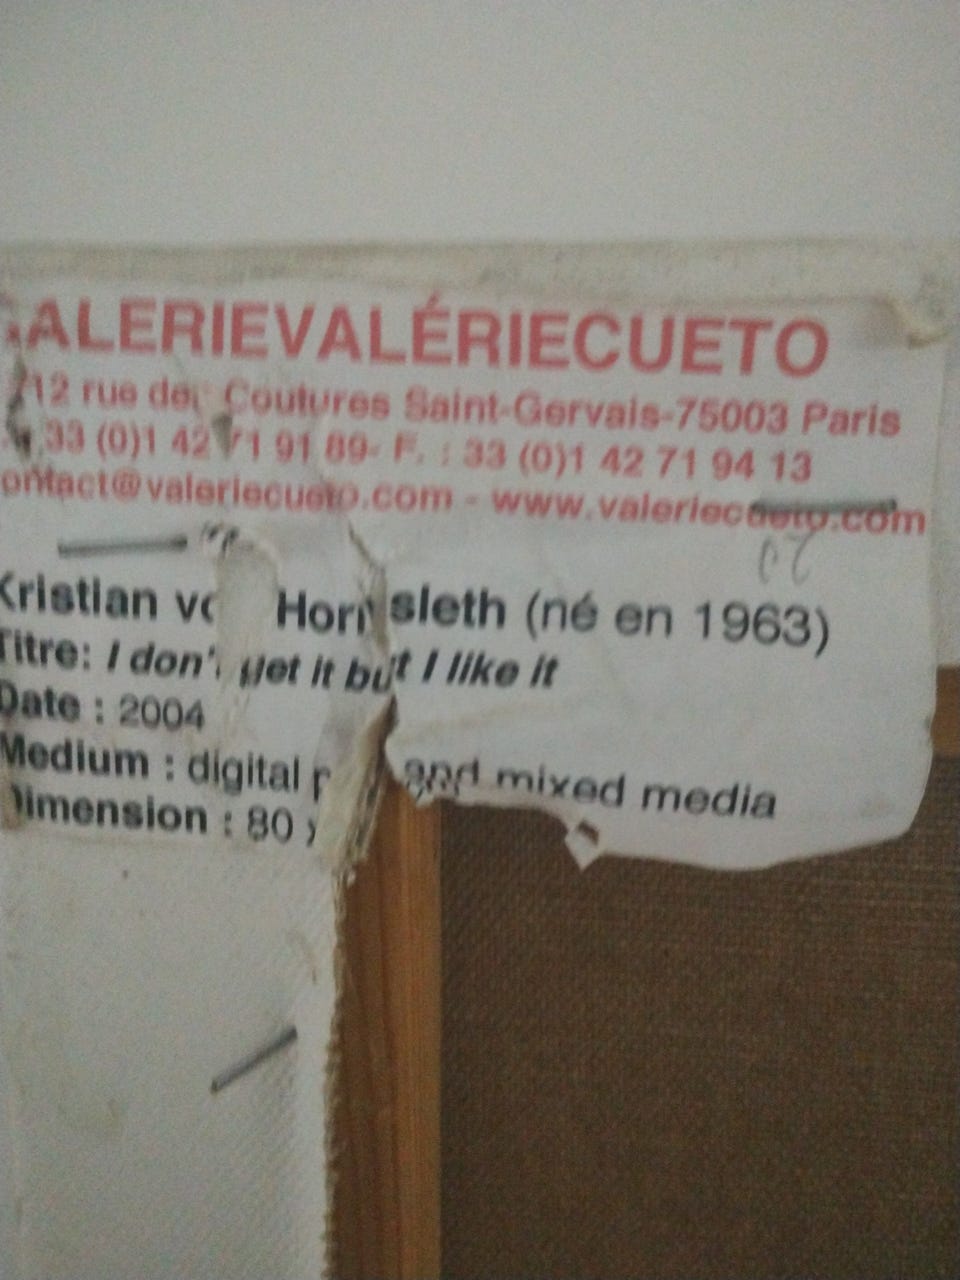 ALERIEVALÉRIECUETO
12 rue de Coutures Saint-Gervais-75003 Paris
33 (0)1 42 71 91 89- F. : 33 (0)1 42 71 94 13
ontact@valeriecueto.com - www.valeriecueto.com
Kristian vo Hornsleth (né en 1963)
Titre: I don't get it but I like it
Date : 2004
Medium : digital p and mixed media
Dimension : 80 x